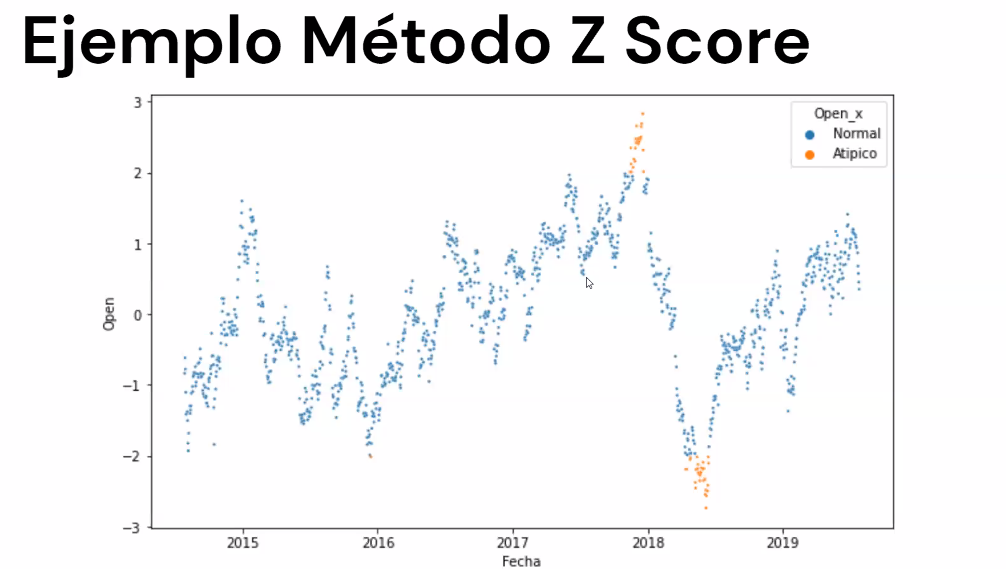 Ejemplo Método Z Score
Open_x
Normal
Atipico
3
2
1
0
−1
−2
−3
Open
2015 2016 2017 2018 2019
Fecha